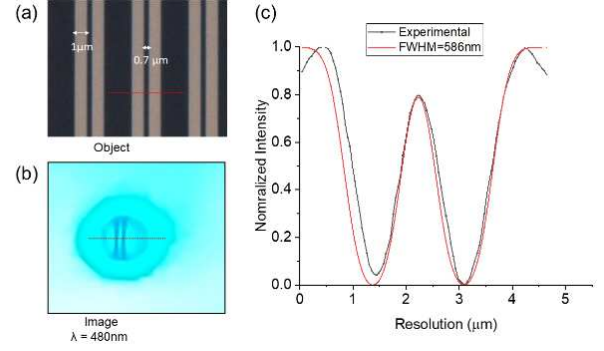 (a)
1μm
0.7 μm
Object
(b)
Image
λ = 480nm
(c)
Experimental
FWHM=586nm
1.0
0.8
0.6
0.4
0.2
0.0
Nomralized Intensity
0 1 2 3 4 5
Resolution (μm)